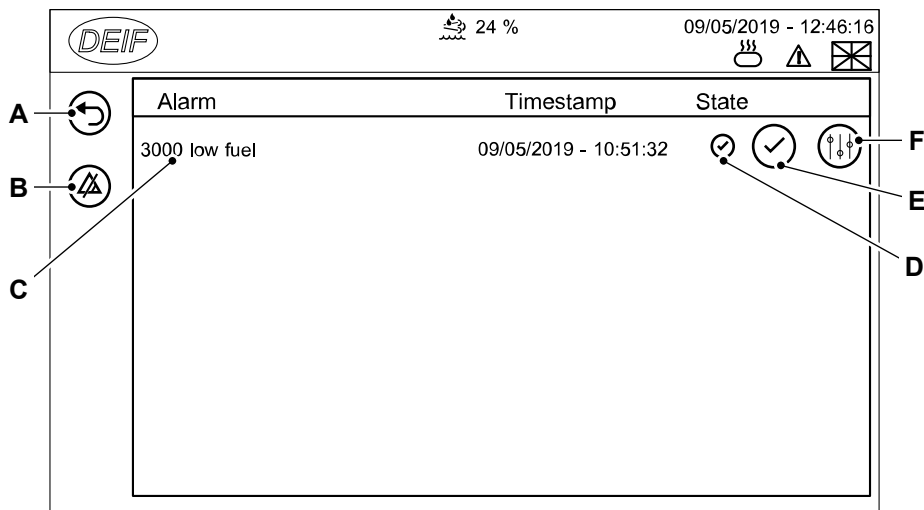 DEIF
24 %
09/05/2019 - 12:46:16
Alarm Timestamp State
3000 low fuel 09/05/2019 - 10:51:32
A
B
C
D
E
F